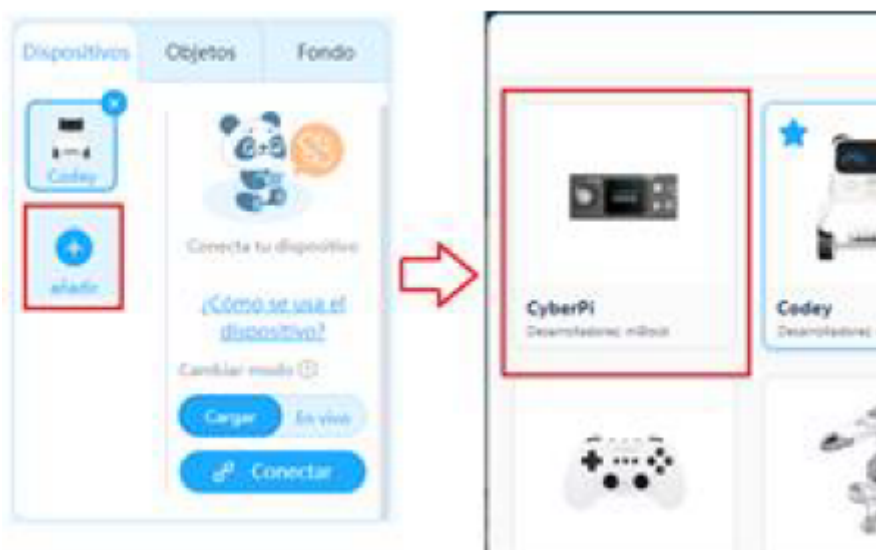 Dispositivos
Objetos
Fondo
Codey
añadir
Conecta tu dispositivo
¿Cómo se usa el
dispositivo?
Cambiar modo
Cargar
En vivo
Conectar
CyberPi
Desarrolladores: mBlock
Codey
Desarrolladores: